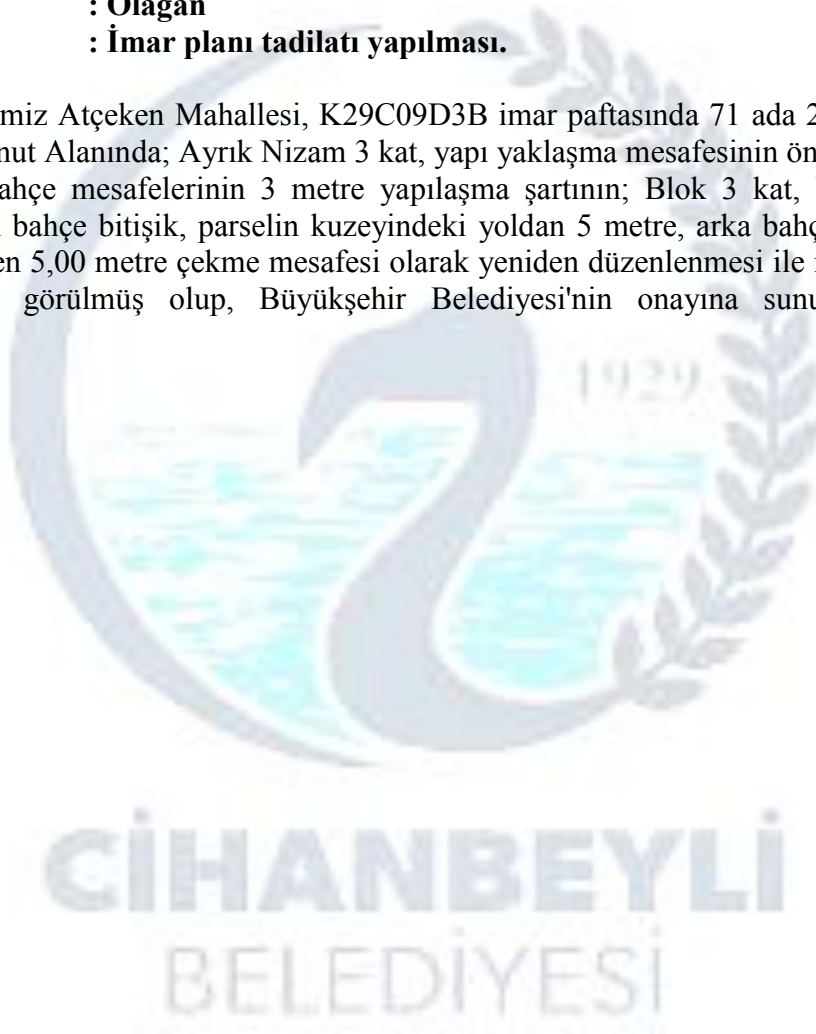 : Olağan
: İmar planı tadilatı yapılması.
miz Atçeken Mahallesi, K29C09D3B imar paftasında 71 ada 2
nut Alanında; Ayrık Nizam 3 kat, yapı yaklaşma mesafesinin ön
ahçe mesafelerinin 3 metre yapılaşma şartının; Blok 3 kat,
bahçe bitişik, parselin kuzeyindeki yoldan 5 metre, arka bahç
en 5,00 metre çekme mesafesi olarak yeniden düzenlenmesi ile
görülmüş olup, Büyükşehir Belediyesi'nin onayına sunu
1929
CİHANBEYLİ
BELEDİYESİ